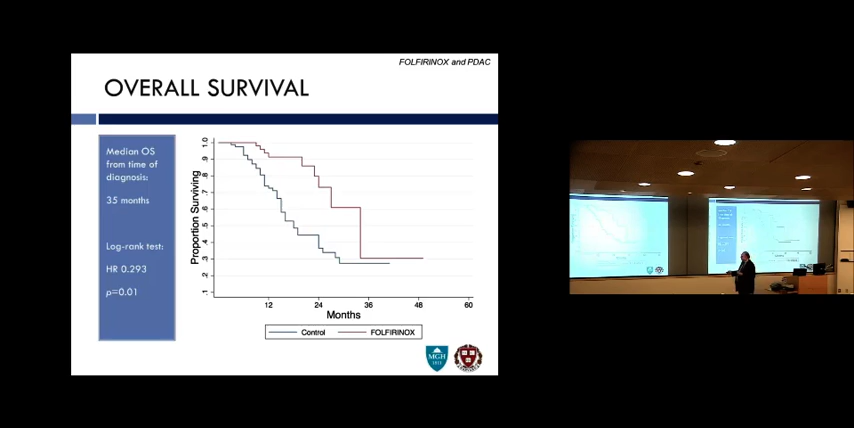 FOLFIRINOX and PDAC
OVERALL SURVIVAL
Median OS
from time of
diagnosis:
35 months
Log-rank test:
HR 0.293
p=0.01
Proportion Surviving
1.0
.9
.8
.7
.6
.5
.4
.3
.2
.1
12 24 36 48 60
Months
Control FOLFIRINOX
MGH
1811